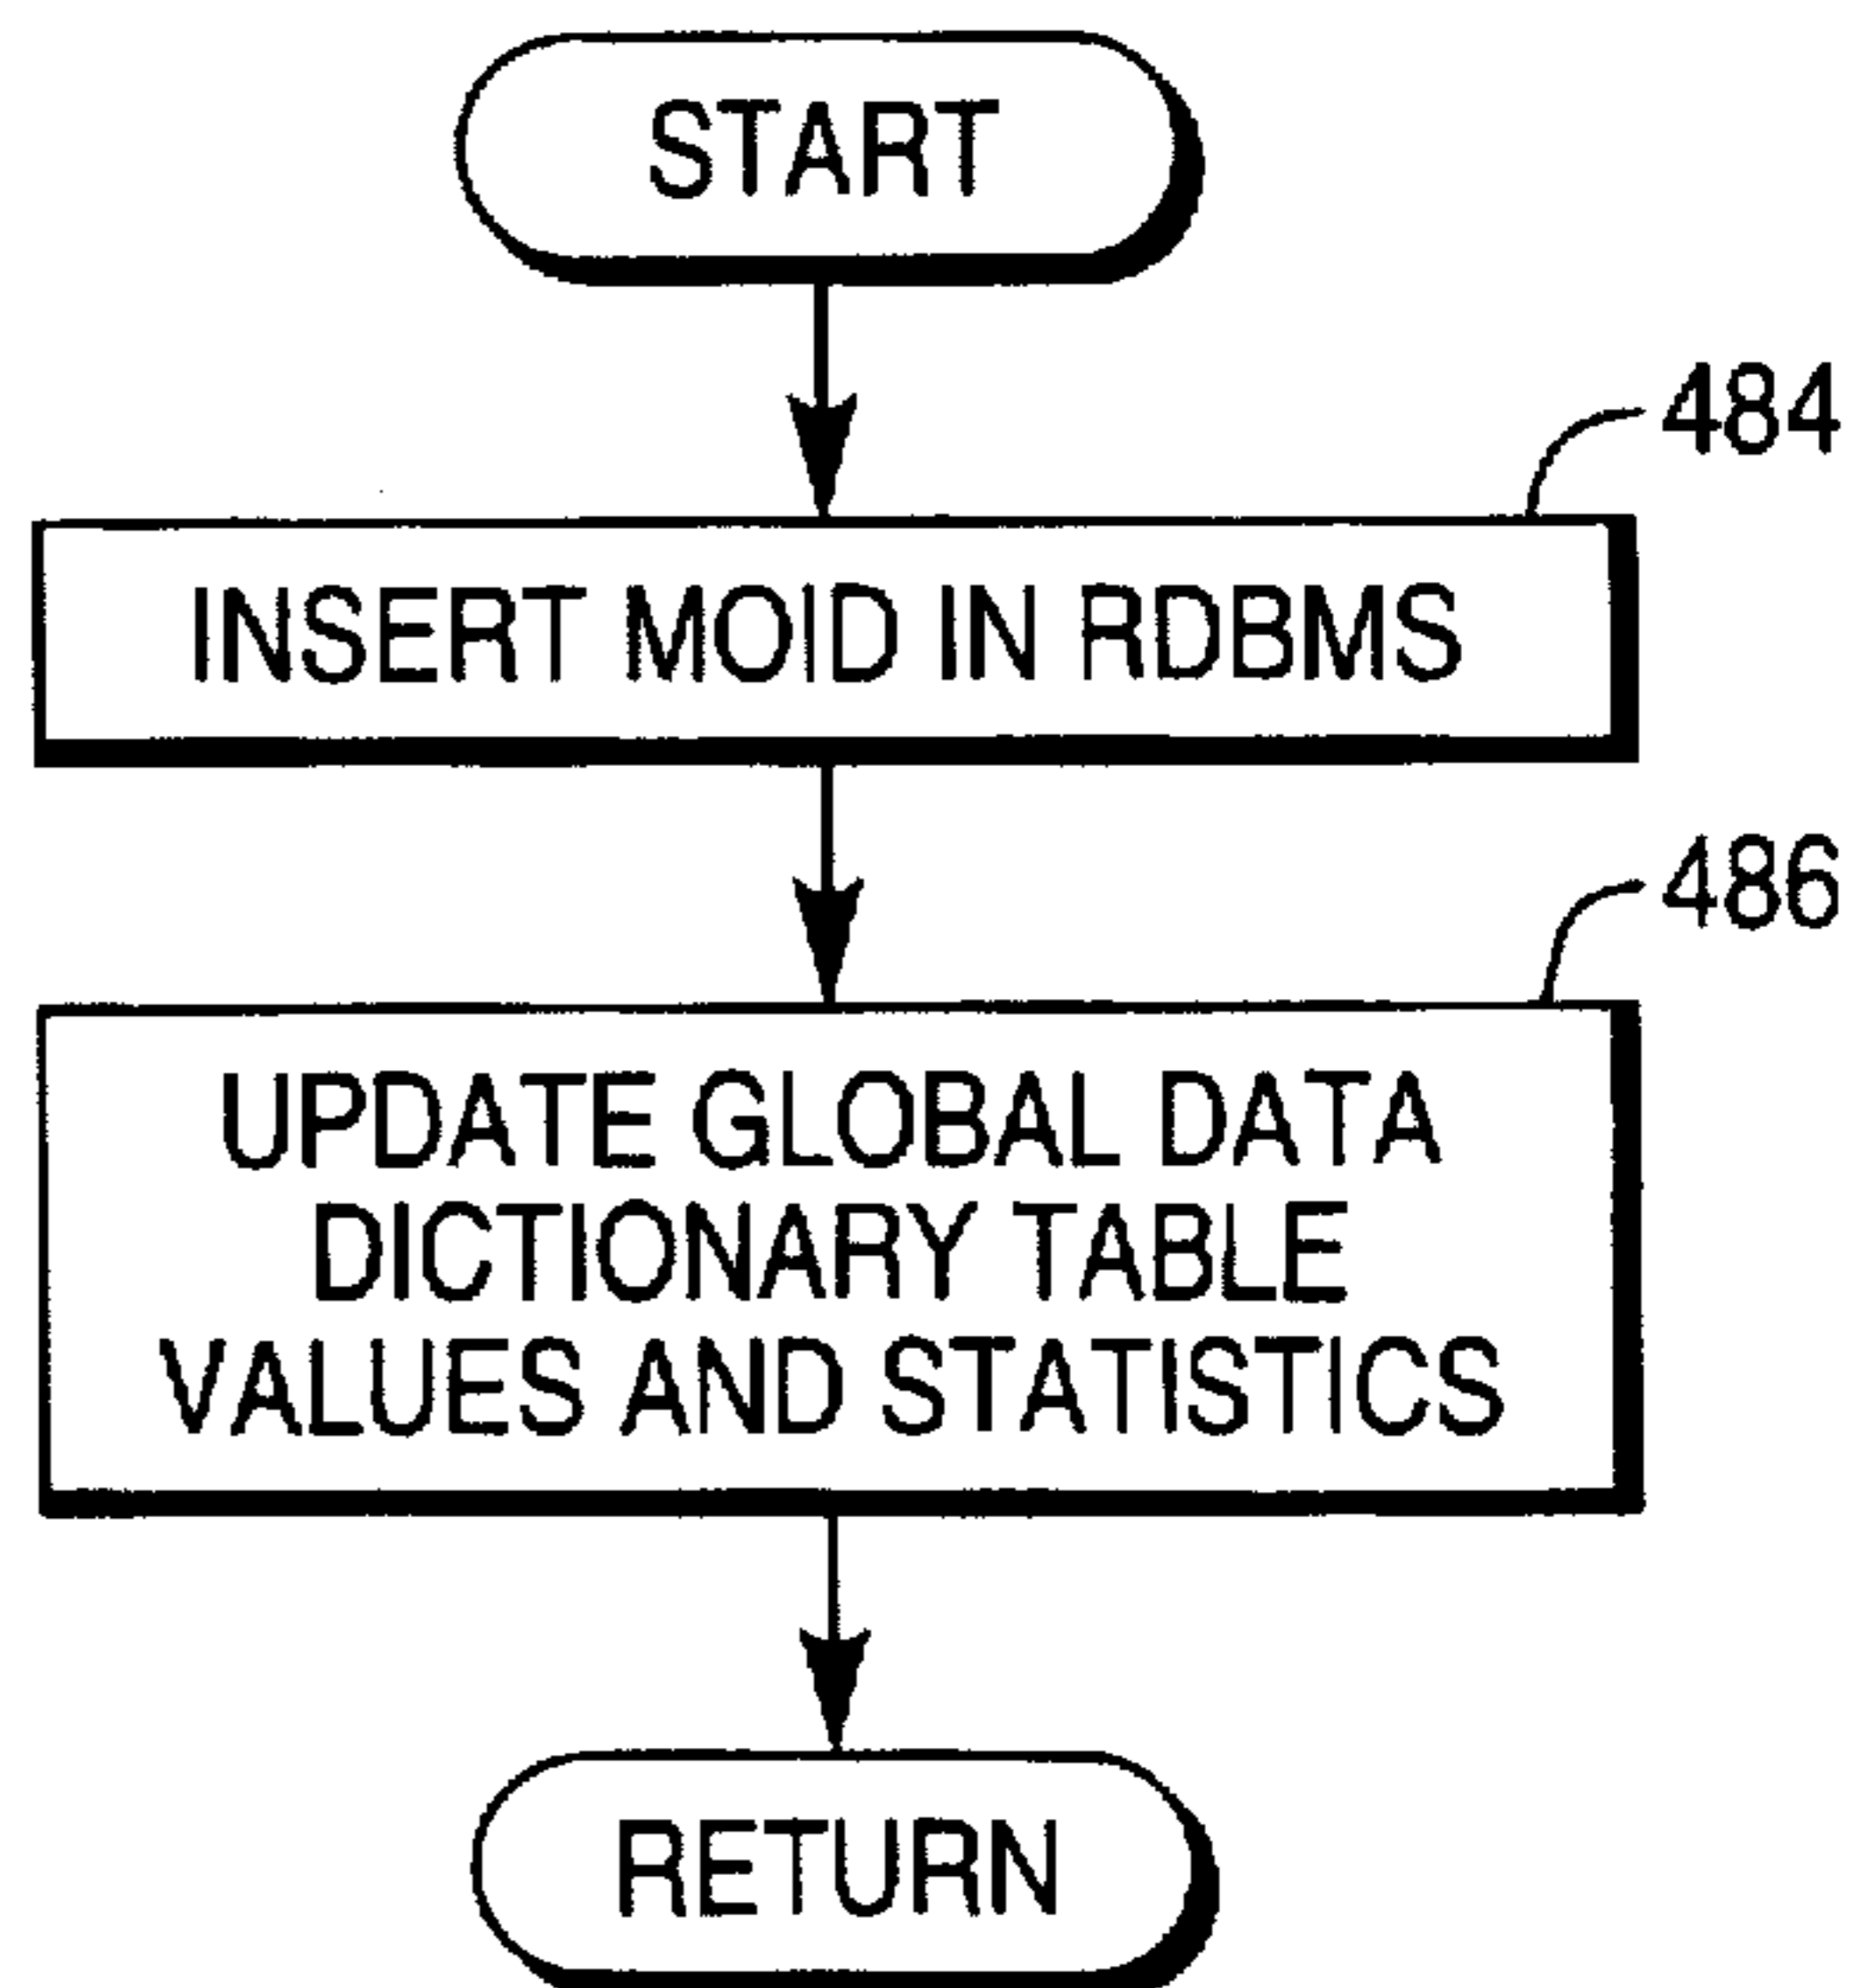 START
484
INSERT MOID IN RDBMS
486
UPDATE GLOBAL DATA
DICTIONARY TABLE
VALUES AND STATISTICS
RETURN